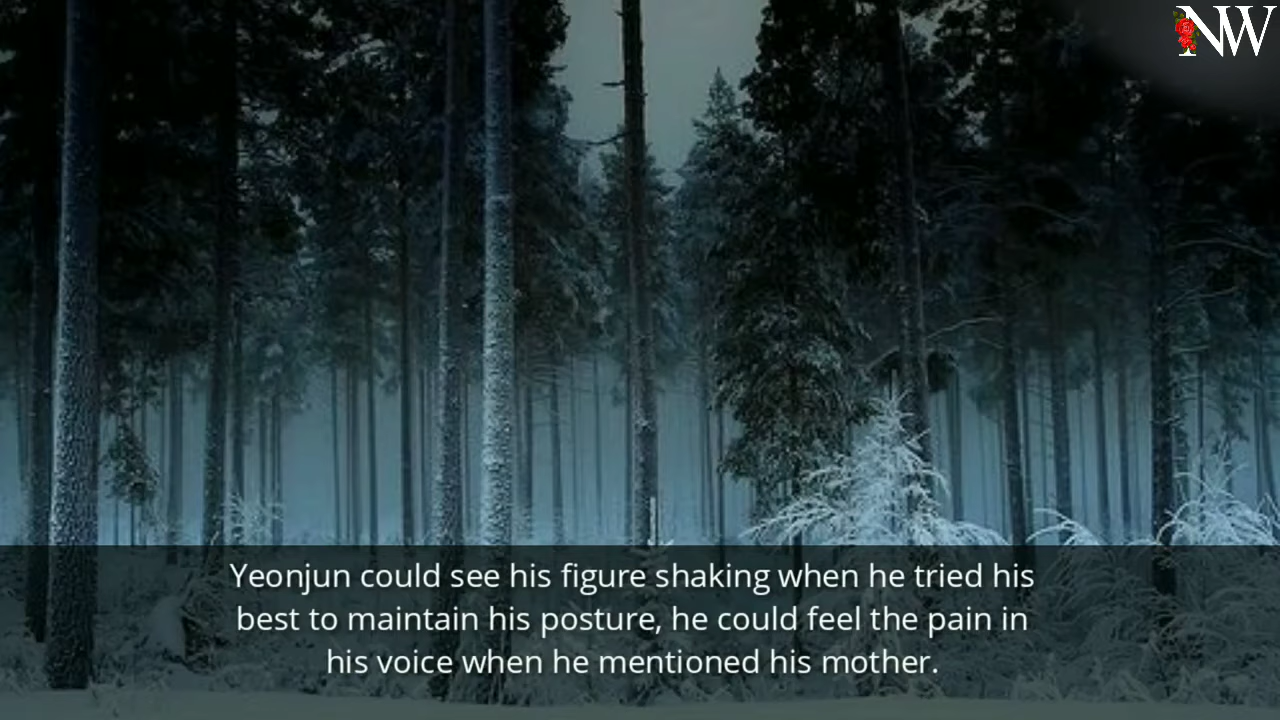 NW
Yeonjun could see his figure shaking when he tried his
best to maintain his posture, he could feel the pain in
his voice when he mentioned his mother.